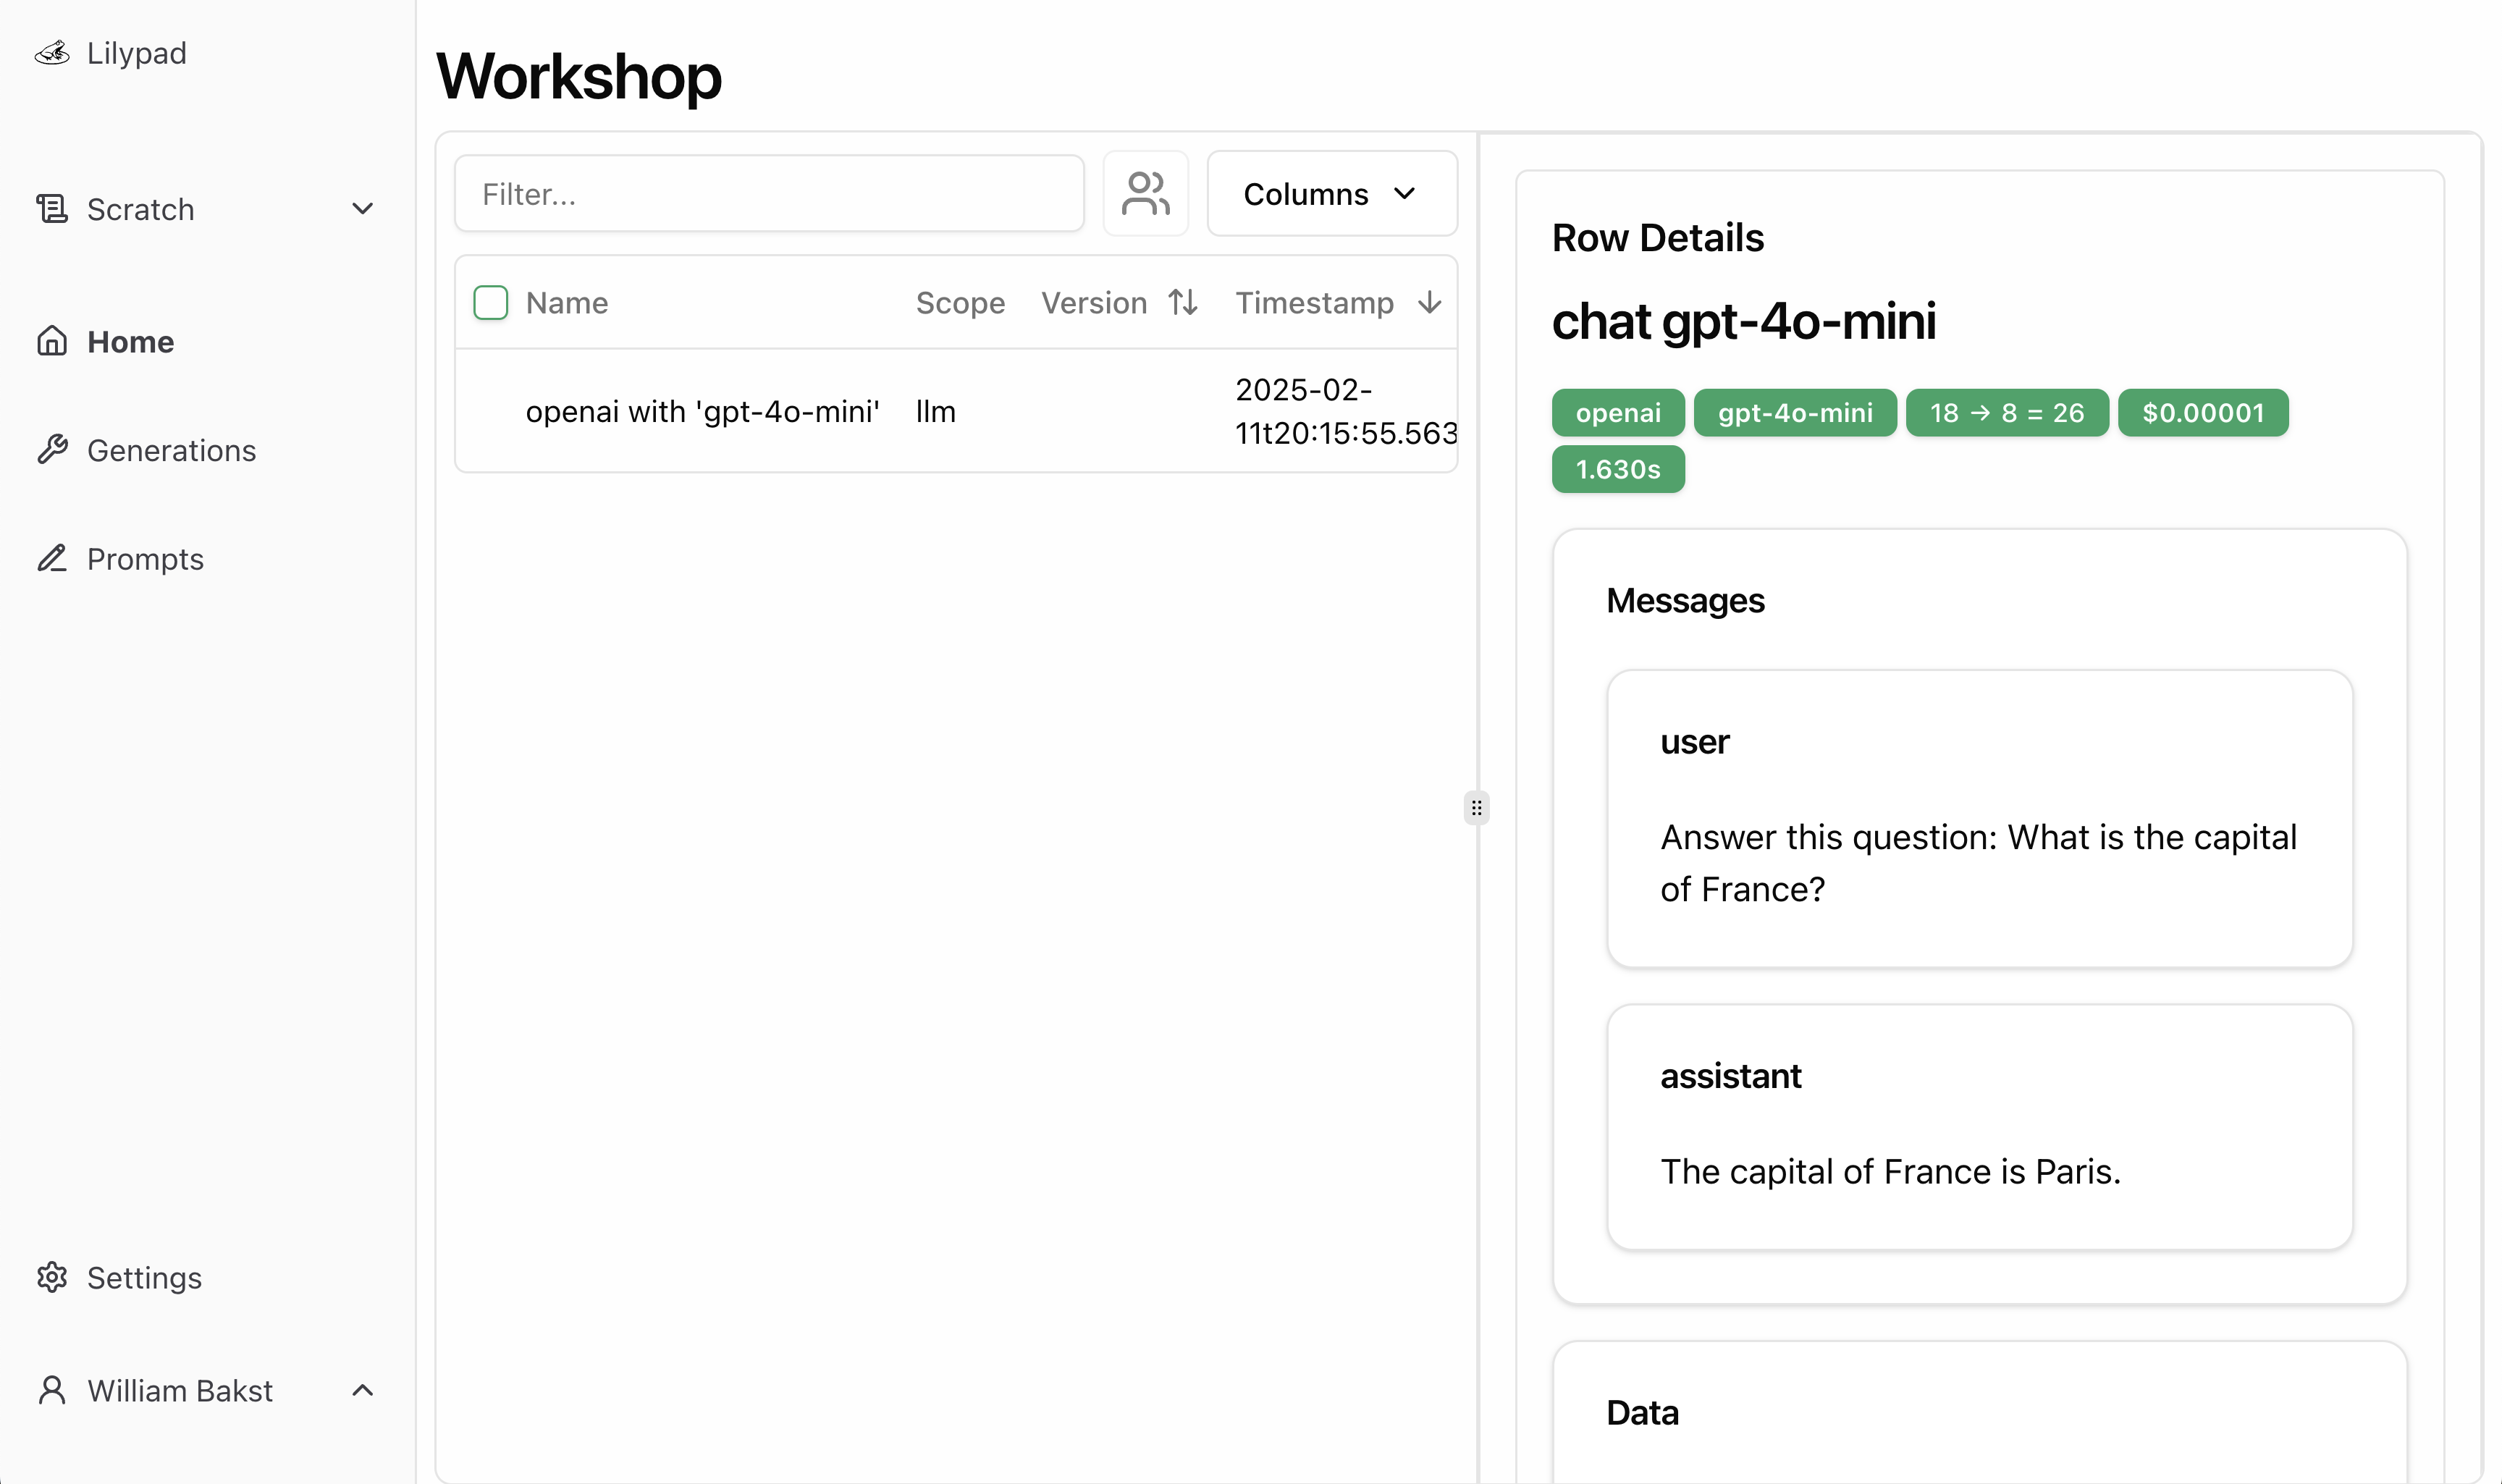 Lilypad
Scratch
Home
Generations
Prompts
Settings
William Bakst
Workshop
Filter...
Columns
Name Scope Version Timestamp
openai with 'gpt-4o-mini' llm 2025-02-
11t20:15:55.563
Row Details
chat gpt-4o-mini
openai gpt-4o-mini 18 → 8 = 26 $0.00001
1.630s
Messages
user
Answer this question: What is the capital
of France?
assistant
The capital of France is Paris.
Data